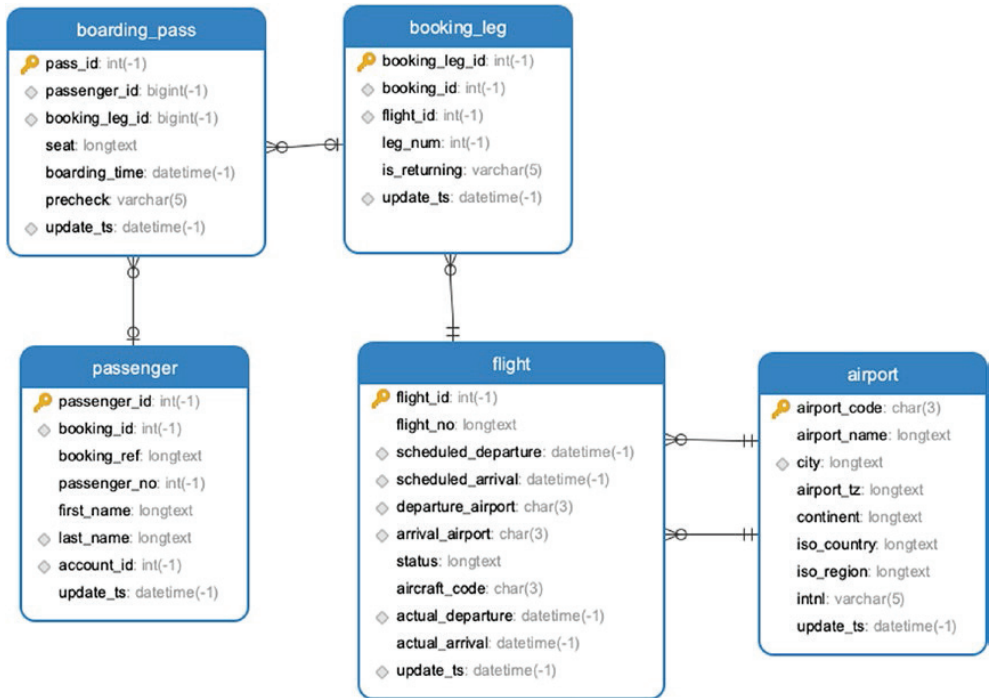 boarding_pass
pass_id: int(-1)
passenger_id: bigint(-1)
booking_leg_id: bigint(-1)
seat: longtext
boarding_time: datetime(-1)
precheck: varchar(5)
update_ts: datetime(-1)
booking_leg
booking_leg_id: int(-1)
booking_id: int(-1)
flight_id: int(-1)
leg_num: int(-1)
is_returning: varchar(5)
update_ts: datetime(-1)
passenger
passenger_id: int(-1)
booking_id: int(-1)
booking_ref: longtext
passenger_no: int(-1)
first_name: longtext
last_name: longtext
account_id: int(-1)
update_ts: datetime(-1)
flight
flight_id: int(-1)
flight_no: longtext
scheduled_departure: datetime(-1)
scheduled_arrival: datetime(-1)
departure_airport: char(3)
arrival_airport: char(3)
status: longtext
aircraft_code: char(3)
actual_departure: datetime(-1)
actual_arrival: datetime(-1)
update_ts: datetime(-1)
airport
airport_code: char(3)
airport_name: longtext
city: longtext
airport_tz: longtext
continent: longtext
iso_country: longtext
iso_region: longtext
intnl: varchar(5)
update_ts: datetime(-1)